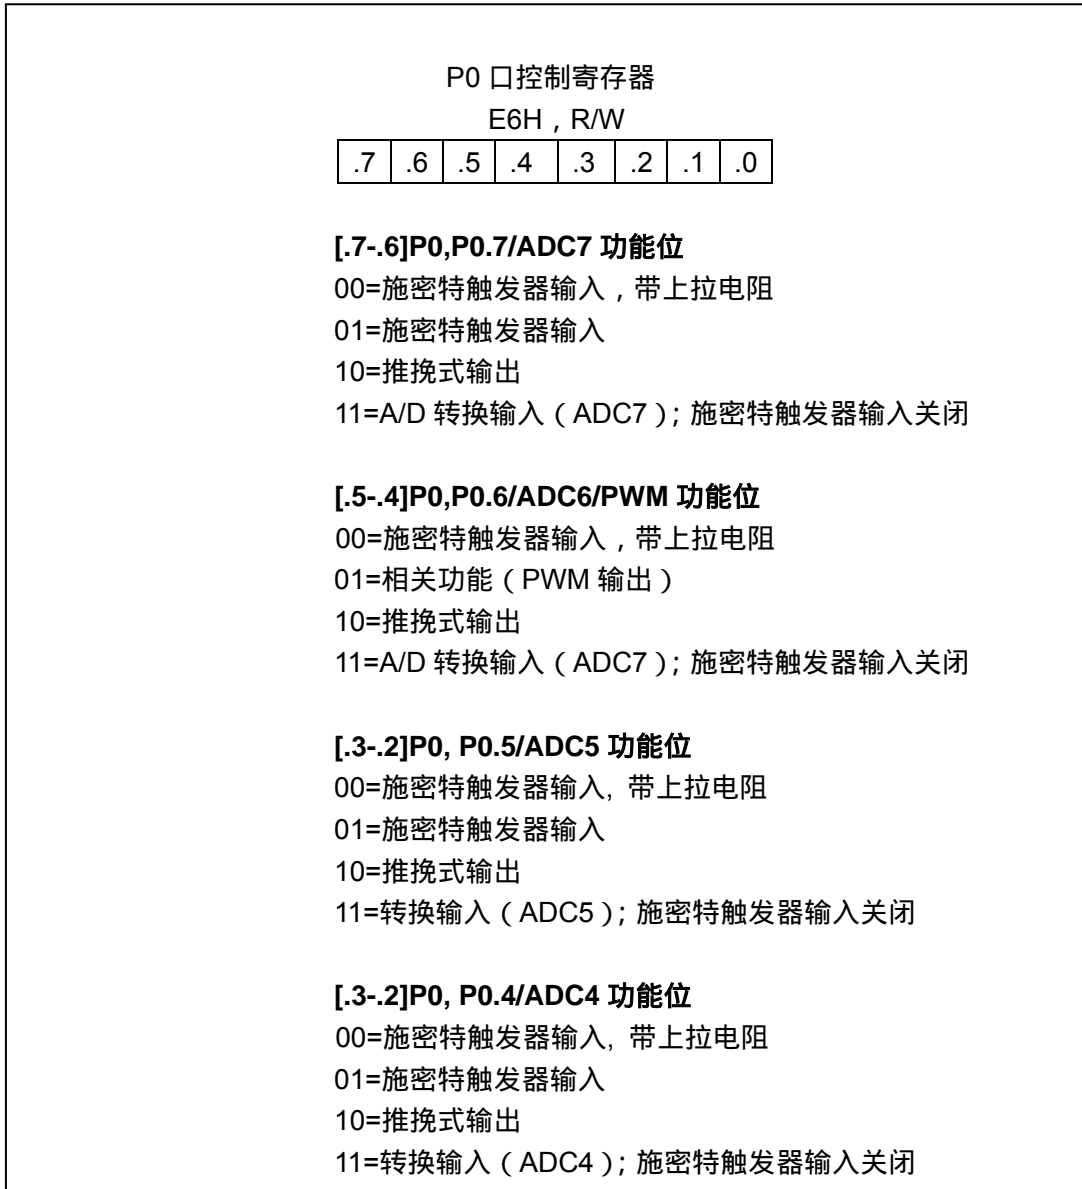 P0 口控制寄存器
E6H , R/W
.7 .6 .5 .4 .3 .2 .1 .0
[.7-.6]P0,P0.7/ADC7 功能位
00=施密特触发器输入 , 带上拉电阻
01=施密特触发器输入
10=推挽式输出
11=A/D 转换输入 ( ADC7 ) ; 施密特触发器输入关闭
[.5-.4]P0,P0.6/ADC6/PWM 功能位
00=施密特触发器输入 , 带上拉电阻
01=相关功能 ( PWM 输出 )
10=推挽式输出
11=A/D 转换输入 ( ADC7 ) ; 施密特触发器输入关闭
[.3-.2]P0, P0.5/ADC5 功能位
00=施密特触发器输入, 带上拉电阻
01=施密特触发器输入
10=推挽式输出
11=转换输入 ( ADC5 ) ; 施密特触发器输入关闭
[.3-.2]P0, P0.4/ADC4 功能位
00=施密特触发器输入, 带上拉电阻
01=施密特触发器输入
10=推挽式输出
11=转换输入 ( ADC4 ) ; 施密特触发器输入关闭